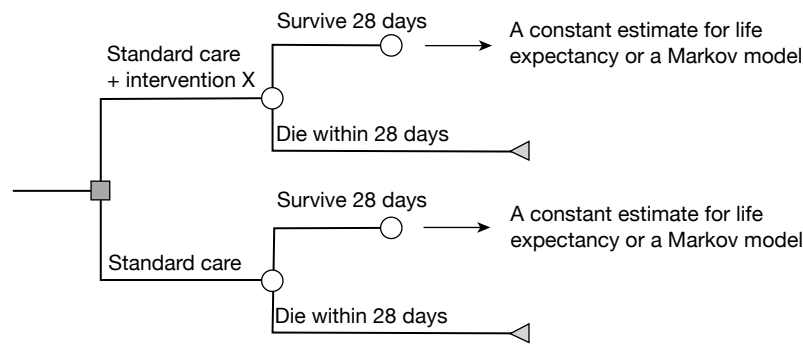 Survive 28 days
A constant estimate for life
expectancy or a Markov model
Standard care
+ intervention X
Die within 28 days
Survive 28 days
A constant estimate for life
expectancy or a Markov model
Standard care
Die within 28 days